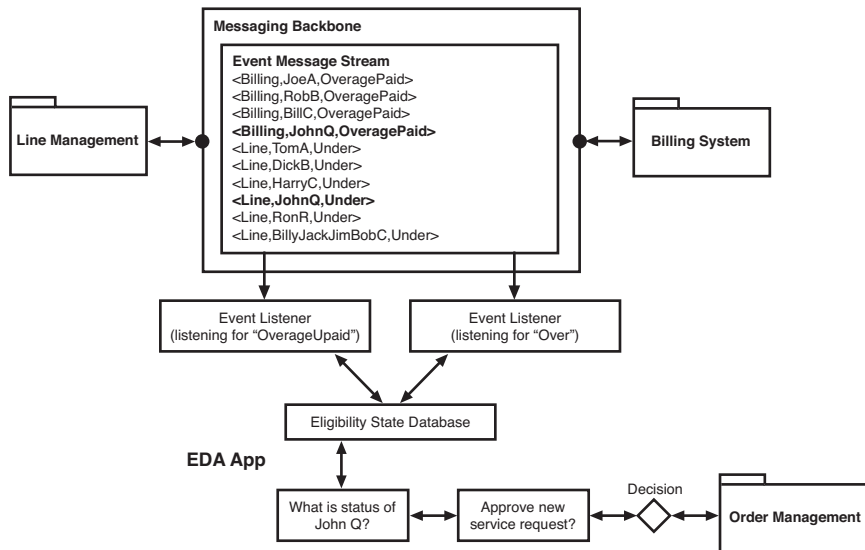 Messaging Backbone
Event Message Stream
<Billing,JoeA,OveragePaid>
<Billing,RobB,OveragePaid>
<Billing,BillC,OveragePaid>
<Billing,JohnQ,OveragePaid>
<Line,TomA,Under>
<Line,DickB,Under>
<Line,HarryC,Under>
<Line,JohnQ,Under>
<Line,RonR,Under>
<Line,BillyJackJimBobC,Under>
Line Management
Billing System
Event Listener
(listening for “OverageUpaid”)
Event Listener
(listening for “Over”)
Eligibility State Database
EDA App
What is status of
John Q?
Approve new
service request?
Decision
Order Management